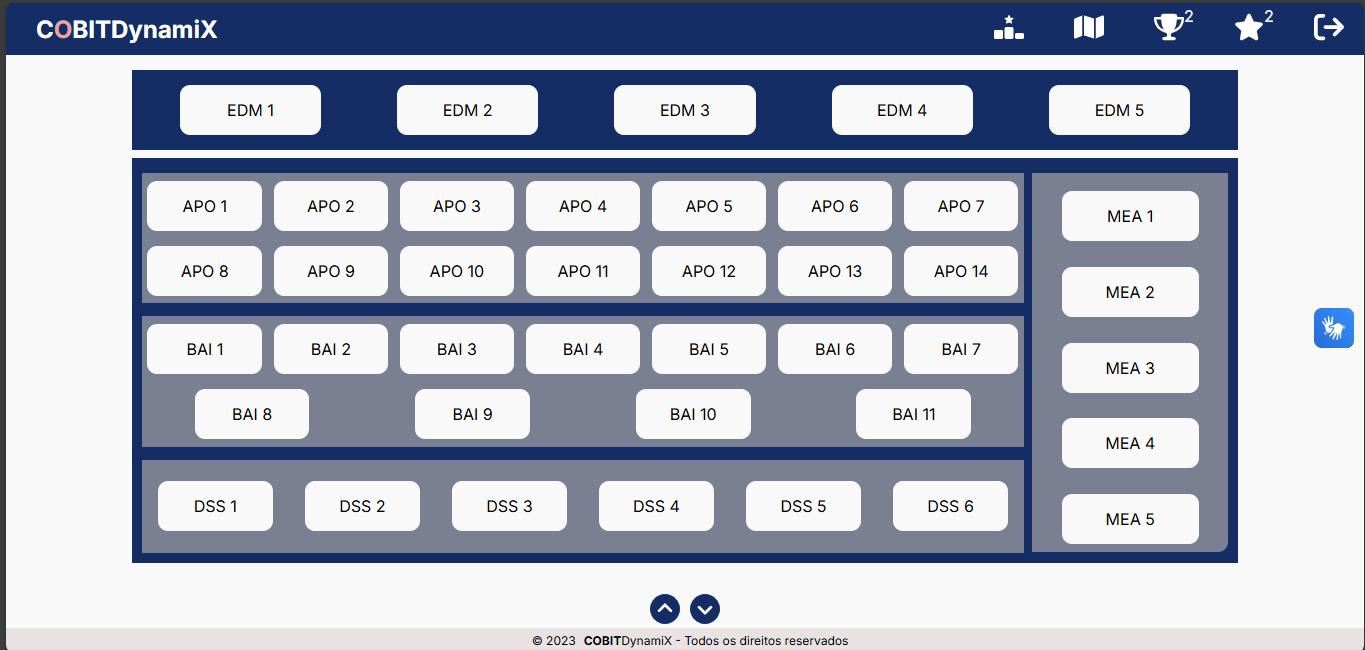 COBITDynamiX 2 2
EDM 1 EDM 2 EDM 3 EDM 4 EDM 5
APO 1 APO 2 APO 3 APO 4 APO 5 APO 6 APO 7
APO 8 APO 9 APO 10 APO 11 APO 12 APO 13 APO 14
BAI 1 BAI 2 BAI 3 BAI 4 BAI 5 BAI 6 BAI 7
BAI 8 BAI 9 BAI 10 BAI 11
DSS 1 DSS 2 DSS 3 DSS 4 DSS 5 DSS 6
MEA 1
MEA 2
MEA 3
MEA 4
MEA 5
© 2023 COBITDynamiX - Todos os direitos reservados